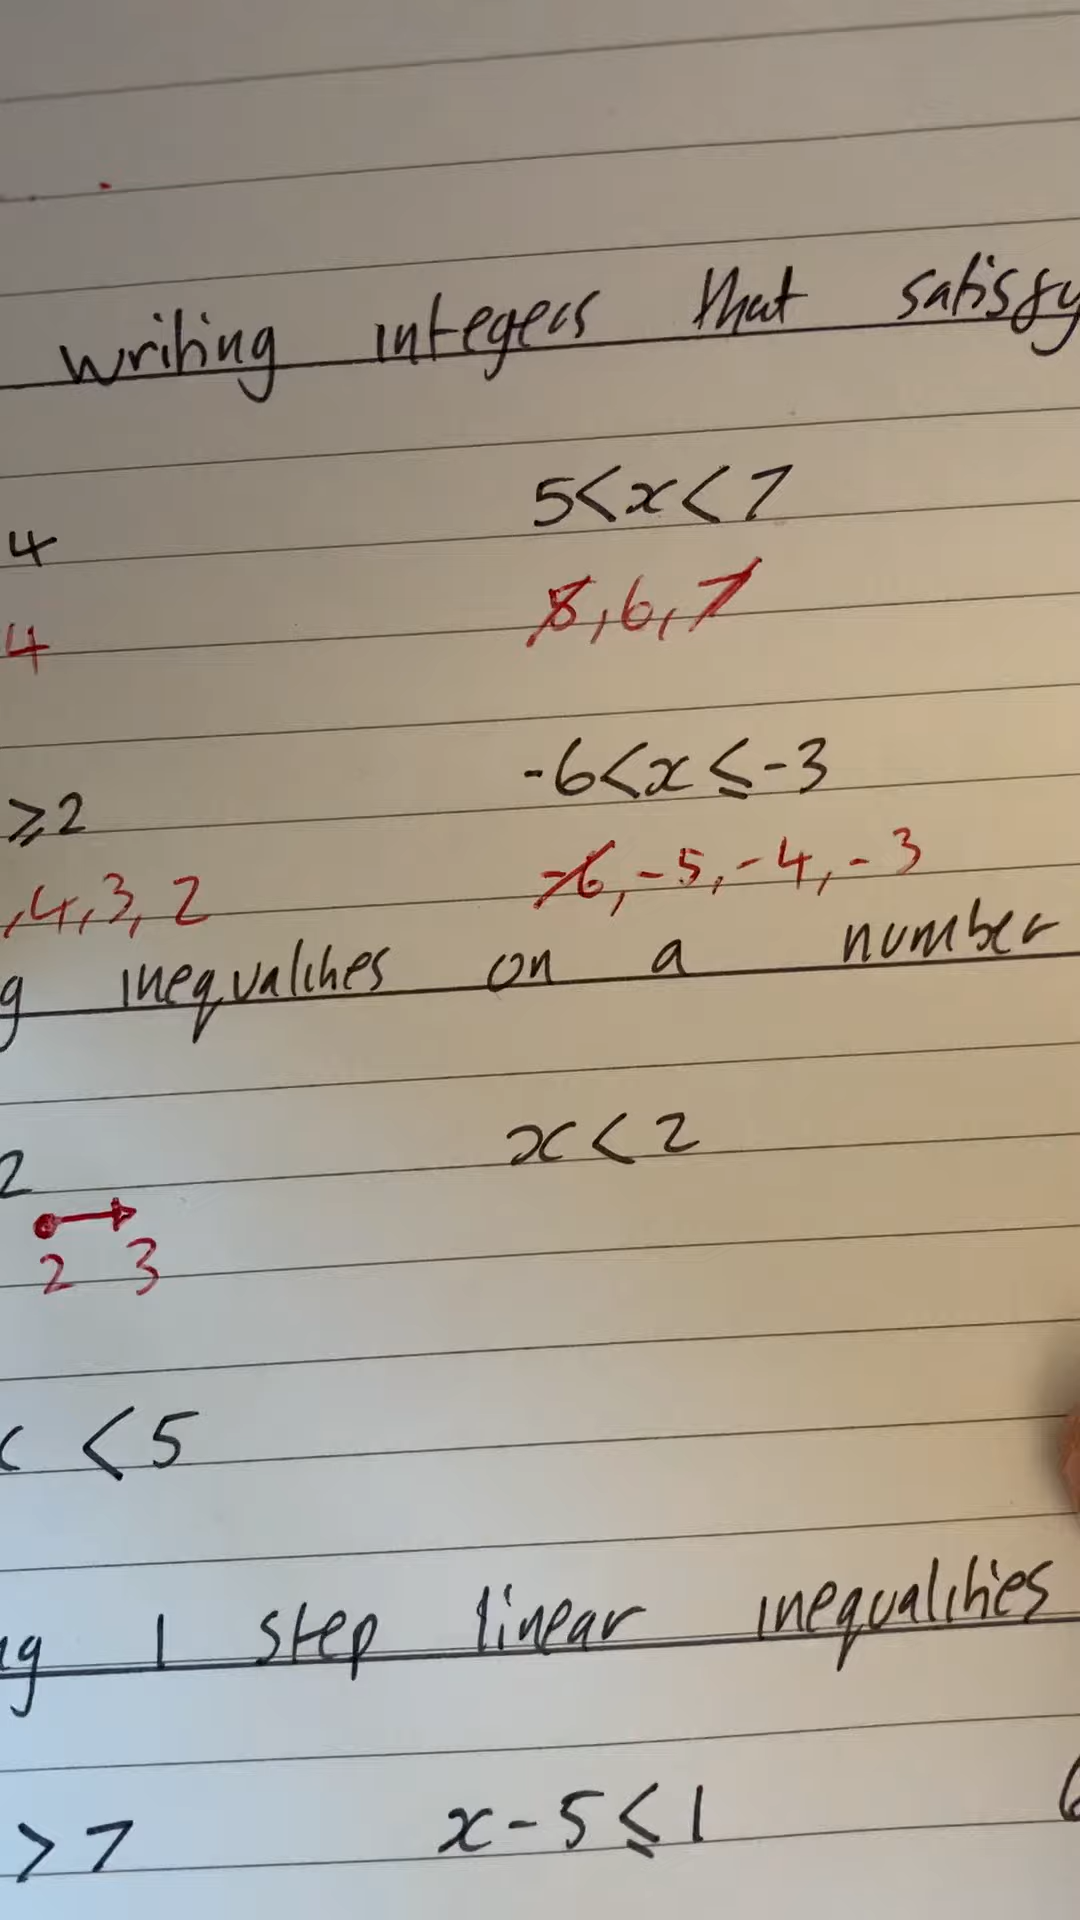 writing integers that satisfy
4 5<x<7
4 5,6,7
≥2 -6<x≤-3
,4,3,2 -6,-5,-4,-3
g inequalities on a number
2 x<2
2 3
x <5
ng 1 step linear inequalities
>7 x-5≤1